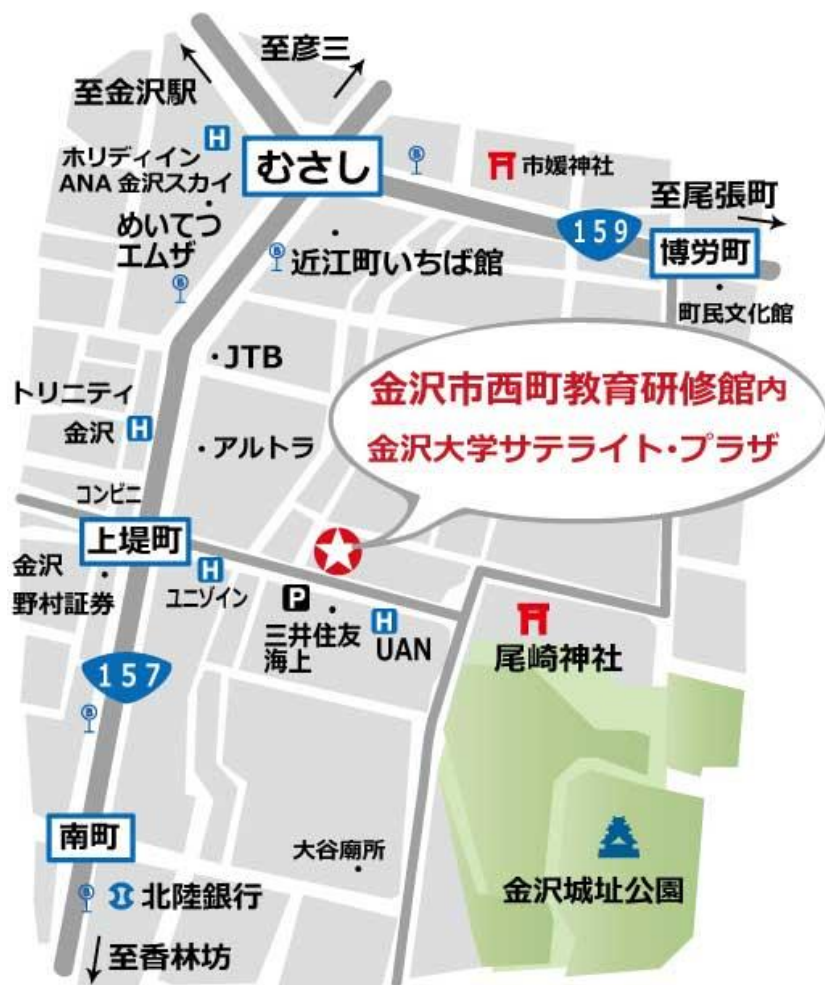 至彦三
至金沢駅
H
ホリディイン
ANA 金沢スカイ
むさし
B
市媛神社
至尾張町
159
博労町
町民文化館
めいてつ
エムザ
B
近江町いちば館
B
・JTB
金沢市西町教育研修館内
金沢大学サテライト・プラザ
トリニティ
金沢 H
・アルトラ
コンビニ
上堤町
金沢
野村証券
H
ユニゾイン
P
三井住友
海上
H
UAN
尾崎神社
157
B
南町
大谷廟所
金沢城址公園
B
北陸銀行
至香林坊